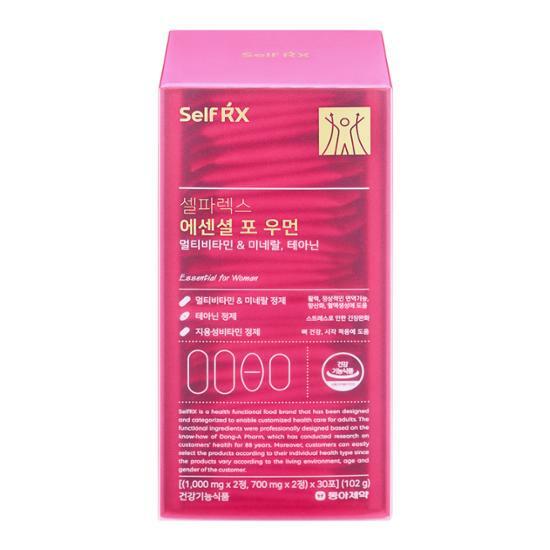 SelfRX
SelfRX
셀파렉스
에센셜 포 우먼
멀티비타민 & 미네랄, 테아닌
Essential for Woman
멀티비타민 & 미네랄 정제
활력, 정상적인 면역기능,
항산화, 혈액생성에 도움
테아닌 정제
스트레스로 인한 긴장완화
지용성비타민 정제
뼈 건강, 시각 적응에 도움
건강
기능식품
SelfRX is a health functional food brand that has been designed
and categorized to enable customized health care for adults. The
functional ingredients were professionally designed based on the
know-how of Dong-A Pharm, which has conducted research on
customers' health for 88 years. Moreover, customers can easily
select the products according to their individual health type since
the products vary according to the living environment, age and
gender of the customer.
[(1,000 mg x 2정, 700 mg x 2정) x 30포] (102 g)
건강기능식품
동아제약